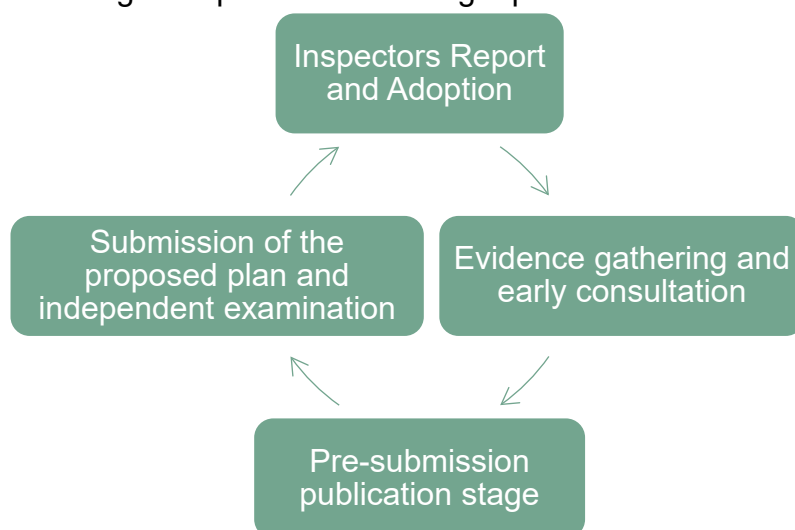 Inspectors Report
and Adoption
Submission of the
proposed plan and
independent examination
Evidence gathering and
early consultation
Pre-submission
publication stage